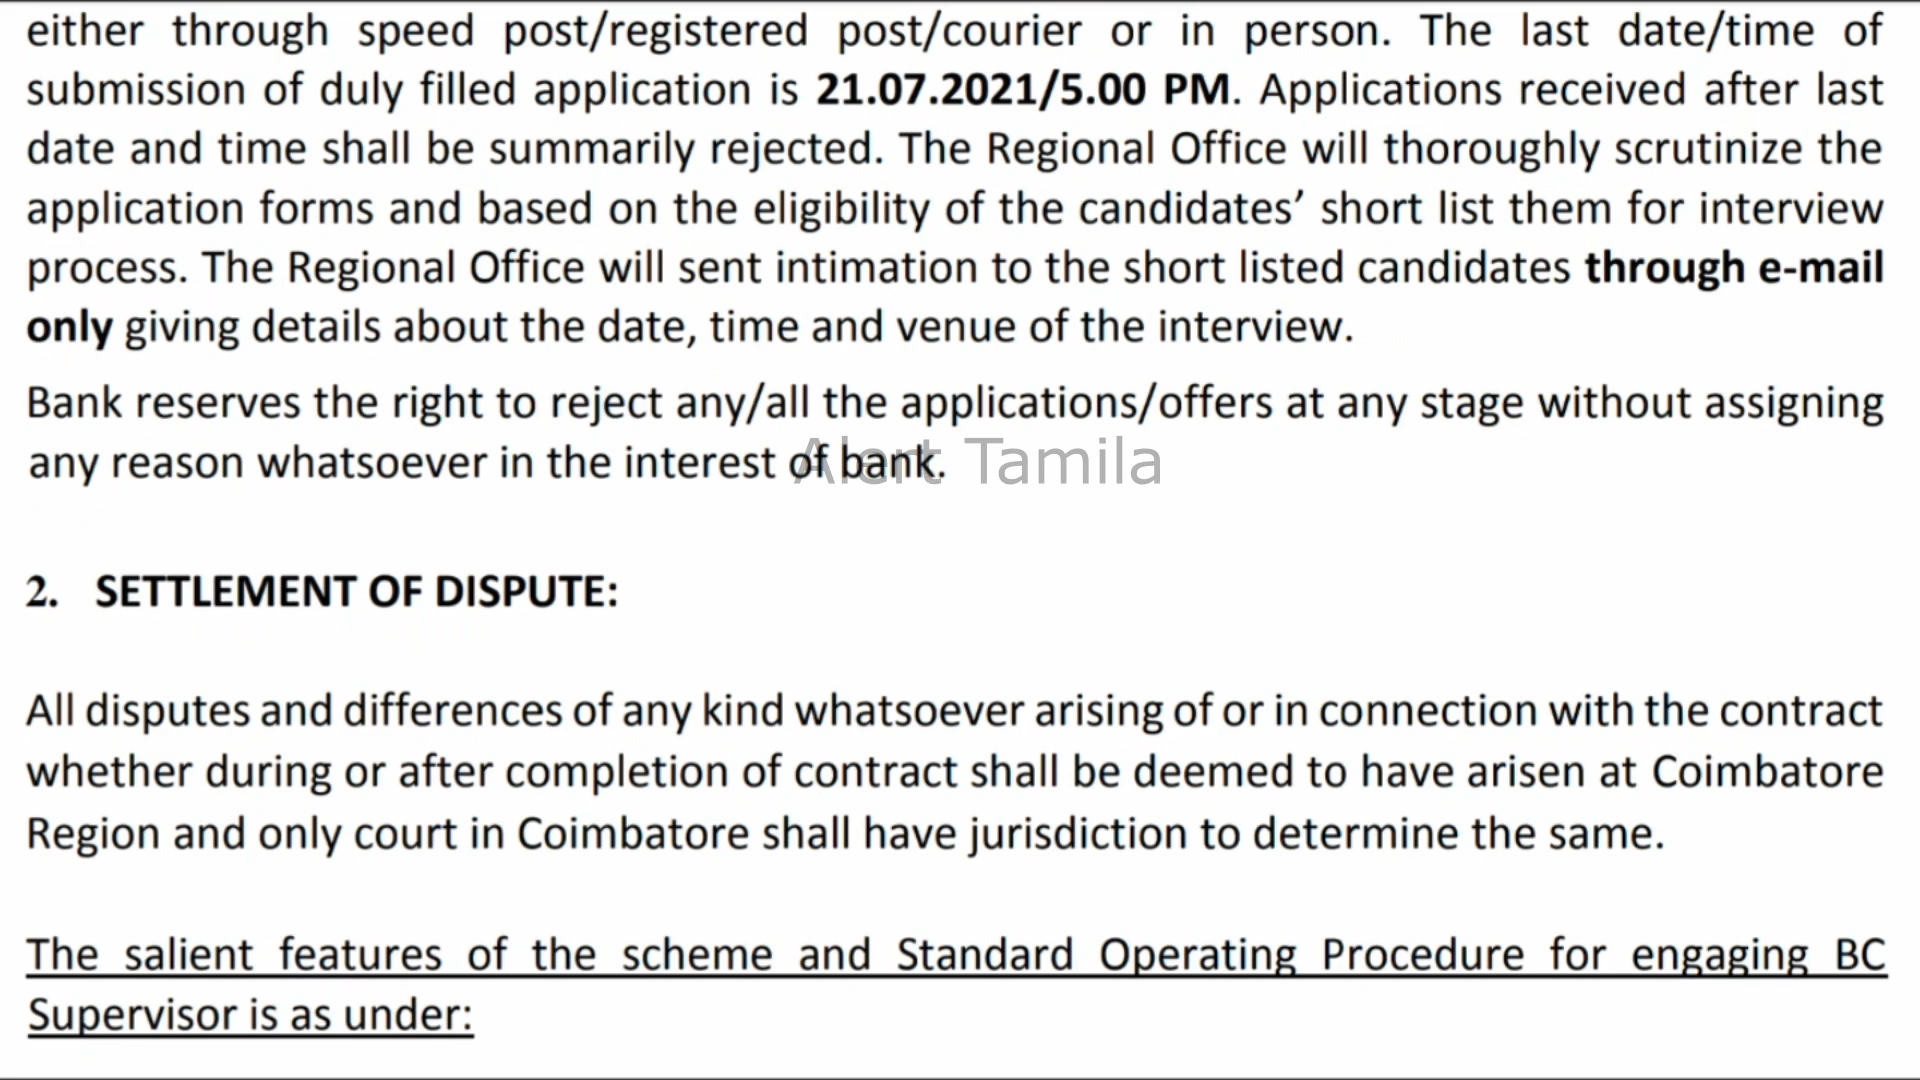 either through speed post/registered post/courier or in person. The last date/time of
submission of duly filled application is 21.07.2021/5.00 PM. Applications received after last
date and time shall be summarily rejected. The Regional Office will thoroughly scrutinize the
application forms and based on the eligibility of the candidates’ short list them for interview
process. The Regional Office will sent intimation to the short listed candidates through e-mail
only giving details about the date, time and venue of the interview.
Bank reserves the right to reject any/all the applications/offers at any stage without assigning
any reason whatsoever in the interest of bank.
Alert Tamila
2. SETTLEMENT OF DISPUTE:
All disputes and differences of any kind whatsoever arising of or in connection with the contract
whether during or after completion of contract shall be deemed to have arisen at Coimbatore
Region and only court in Coimbatore shall have jurisdiction to determine the same.
The salient features of the scheme and Standard Operating Procedure for engaging BC
Supervisor is as under: